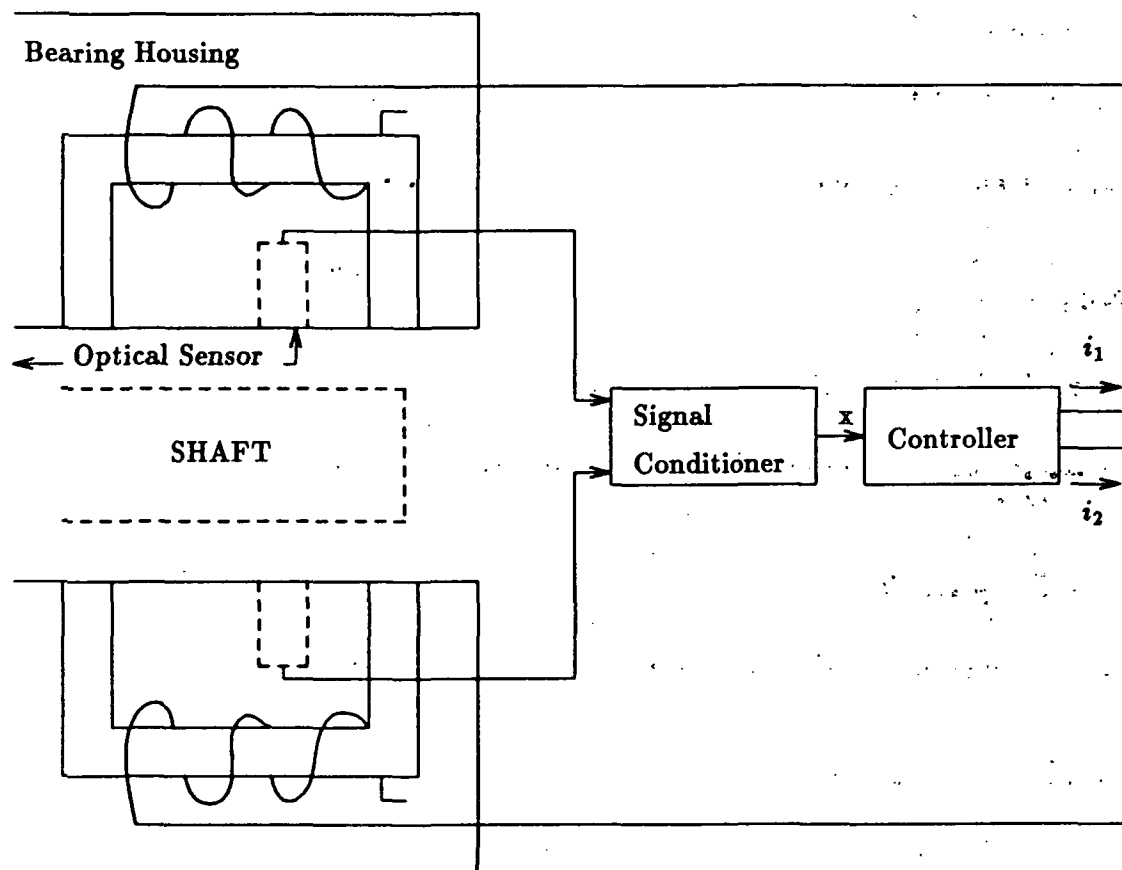 Bearing Housing
Optical Sensor
SHAFT
Signal
Conditioner
x
Controller
i₁
i₂